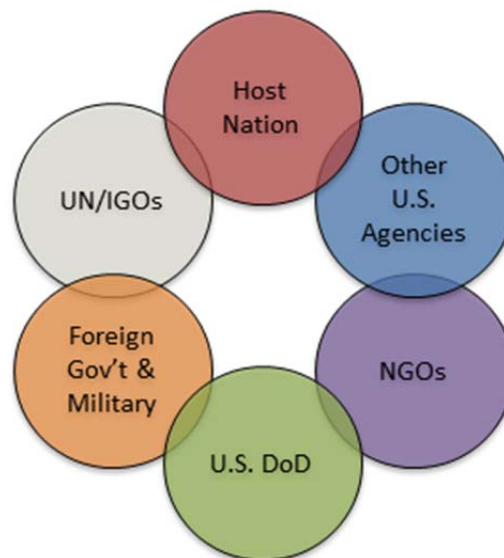 Host
Nation
Other
U.S.
Agencies
NGOs
U.S. DoD
Foreign
Gov't &
Military
UN/IGOs